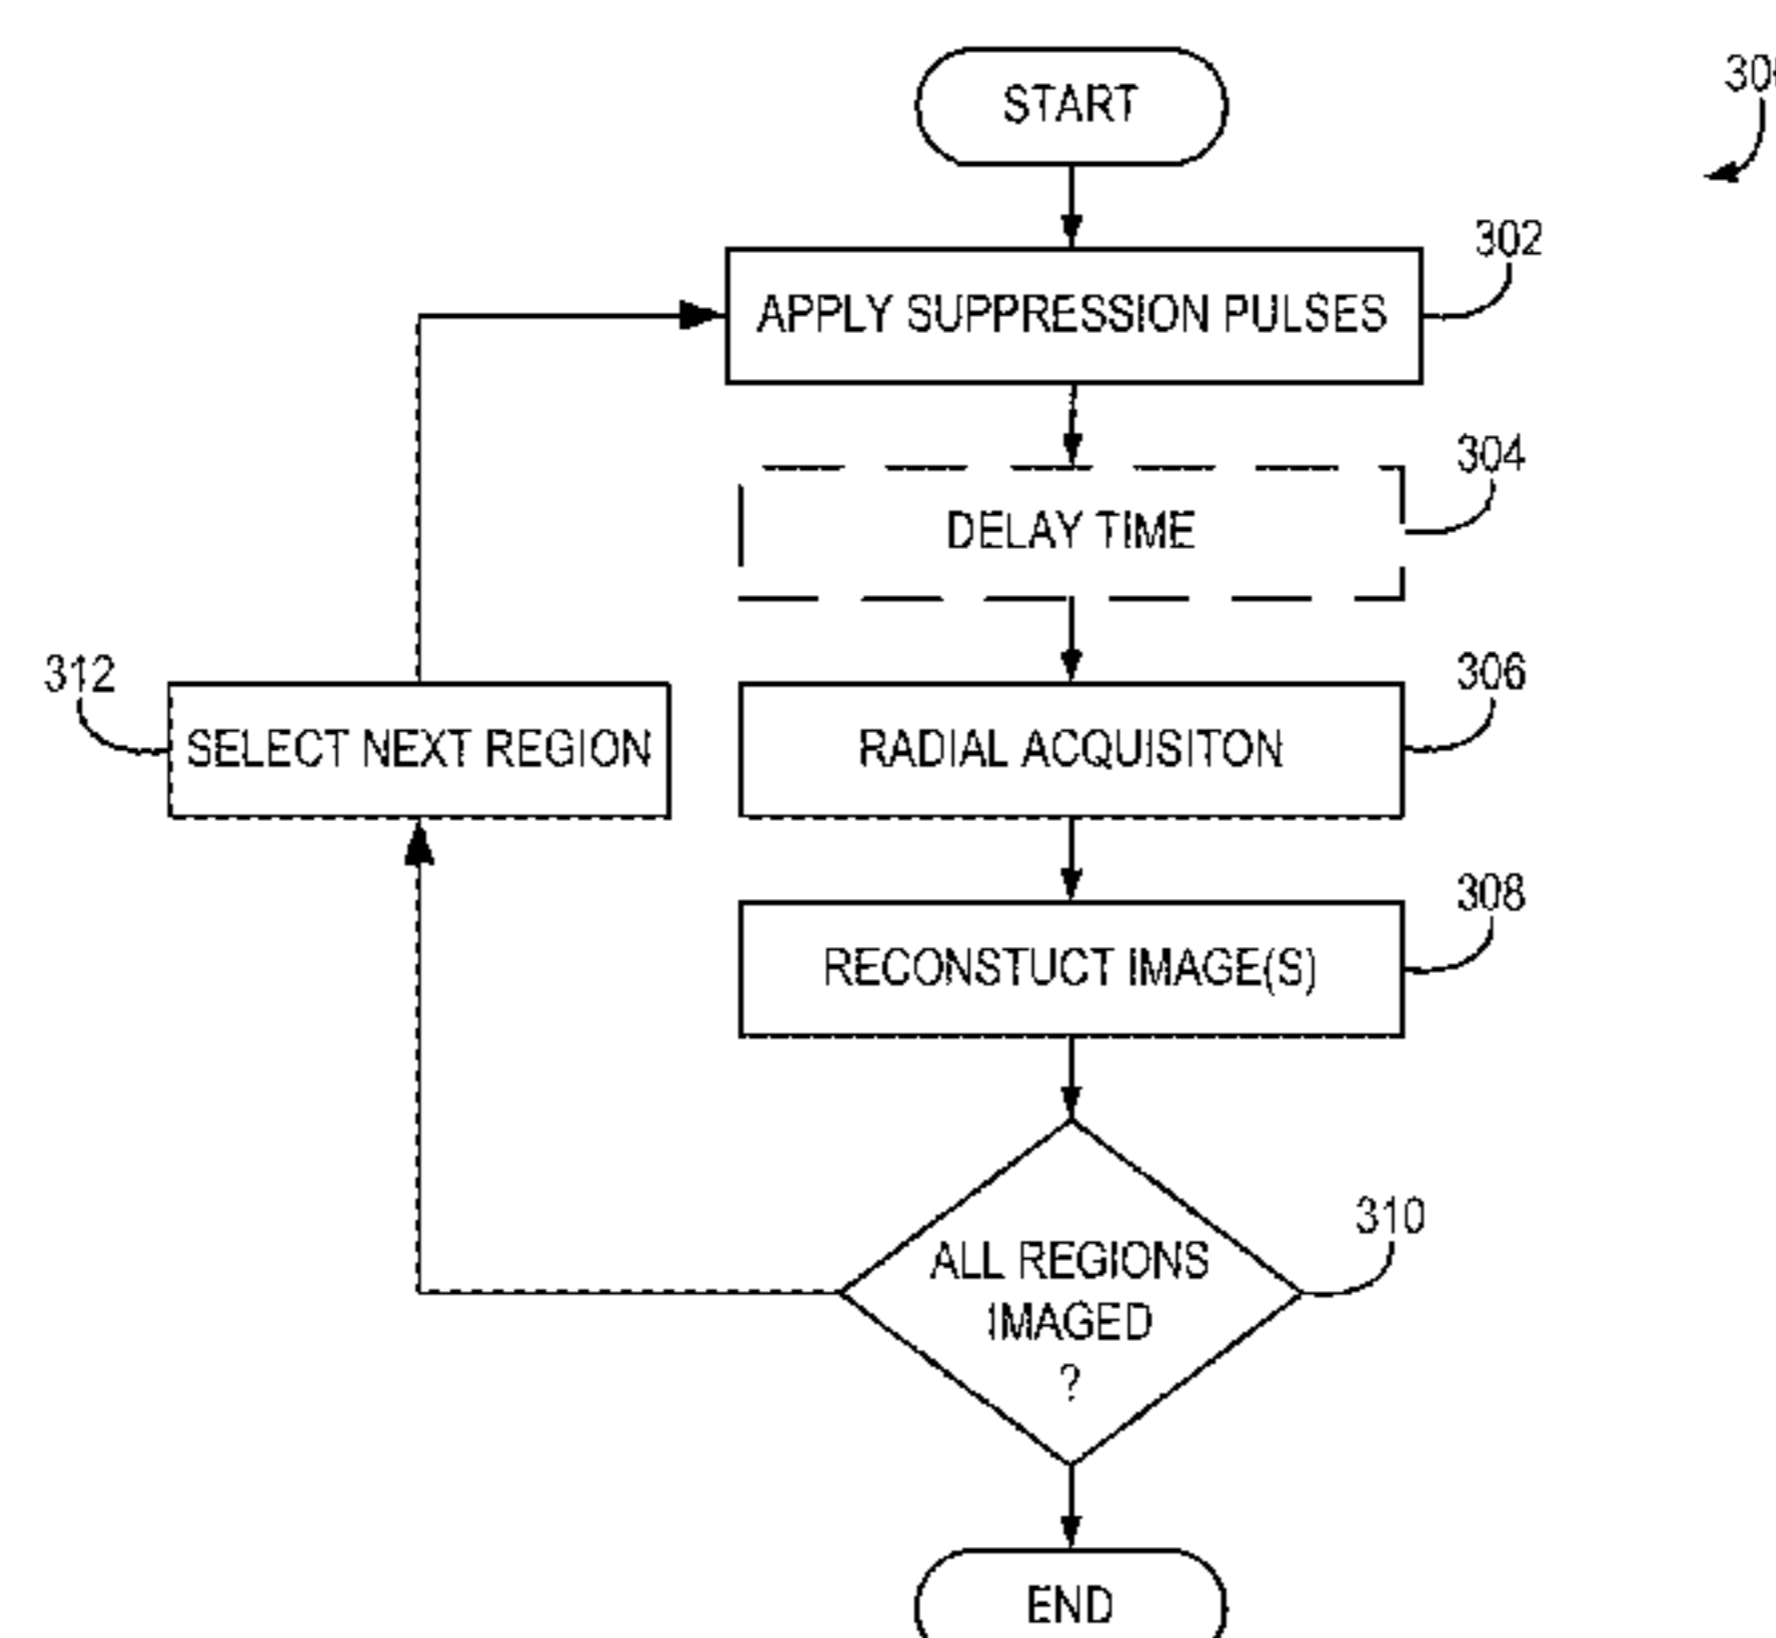 START
302
APPLY SUPPRESSION PULSES
304
DELAY TIME
312
SELECT NEXT REGION
306
RADIAL ACQUISITON
308
RECONSTUCT IMAGE(S)
310
ALL REGIONS
IMAGED
?
END